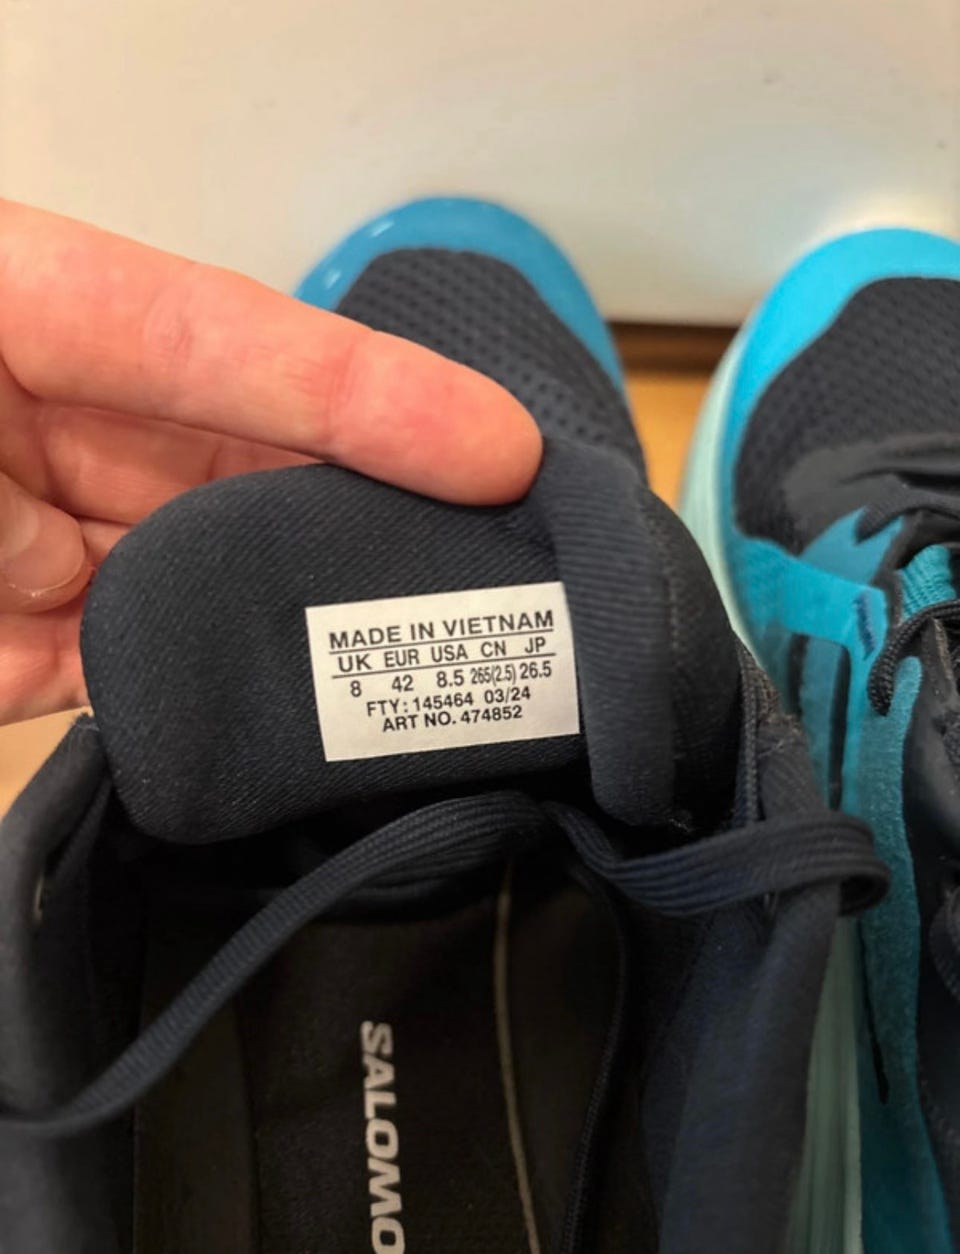 MADE IN VIETNAM
UK EUR USA CN JP
8 42 8.5 265(2.5) 26.5
FTY: 145464 03/24
ART NO. 474852
SALOMO